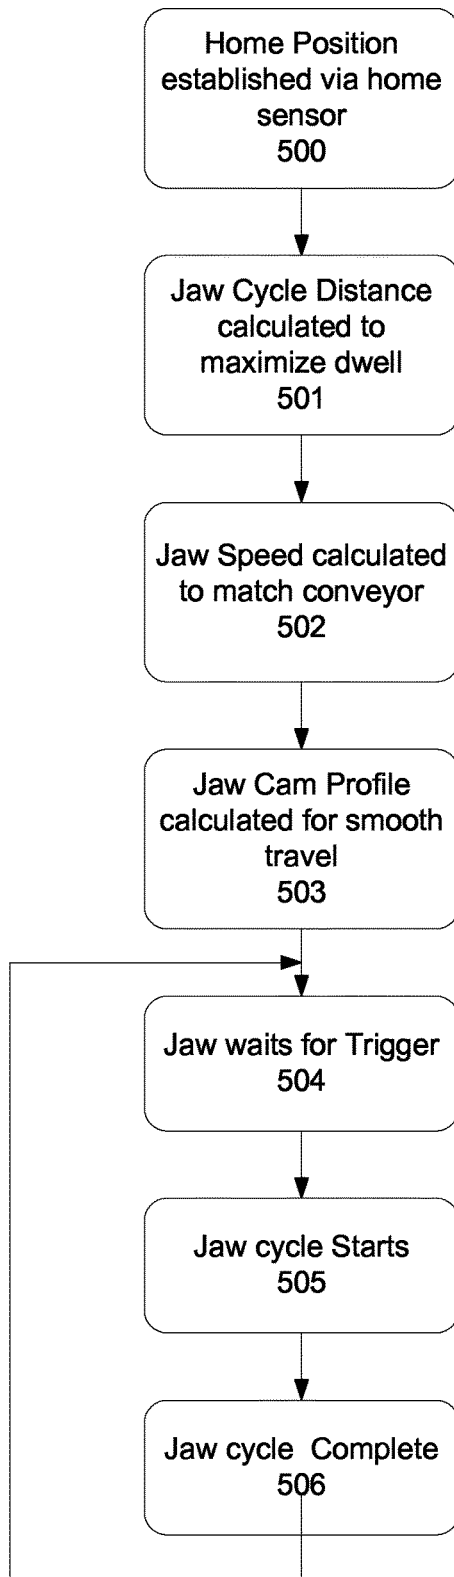 Home Position
established via home
sensor
500
Jaw Cycle Distance
calculated to
maximize dwell
501
Jaw Speed calculated
to match conveyor
502
Jaw Cam Profile
calculated for smooth
travel
503
Jaw waits for Trigger
504
Jaw cycle Starts
505
Jaw cycle  Complete
506